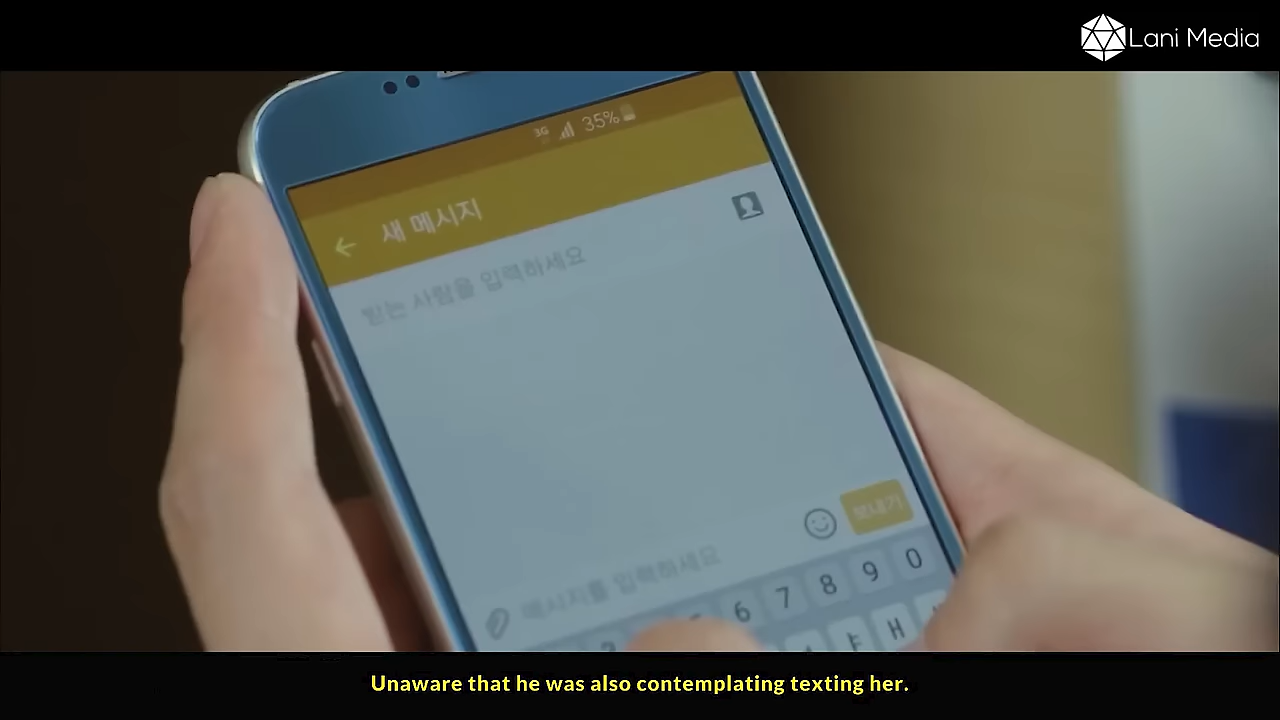 Lani Media
3G 35%
새 메시지
받는 사람을 입력하세요
보내기
메시지를 입력하세요
6 7 8 9 0
ㅑ ㅐ
Unaware that he was also contemplating texting her.